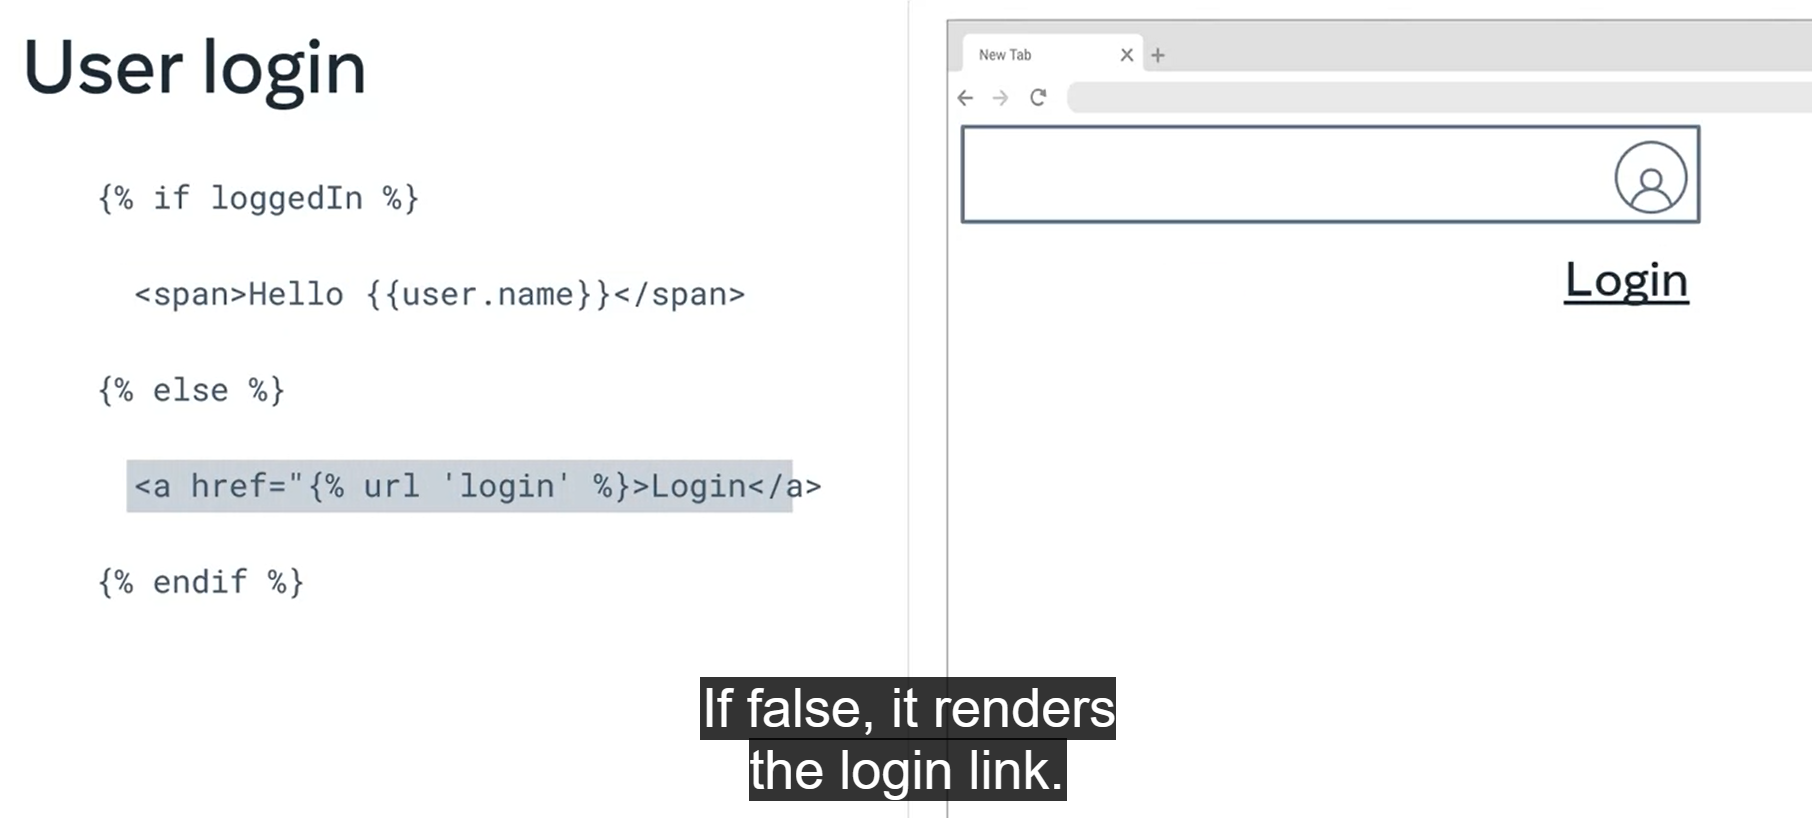 User login
{% if loggedIn %}
<span>Hello {{user.name}}</span>
{% else %}
<a href="{% url 'login' %}>Login</a>
{% endif %}
New Tab
Login
If false, it renders
the login link.